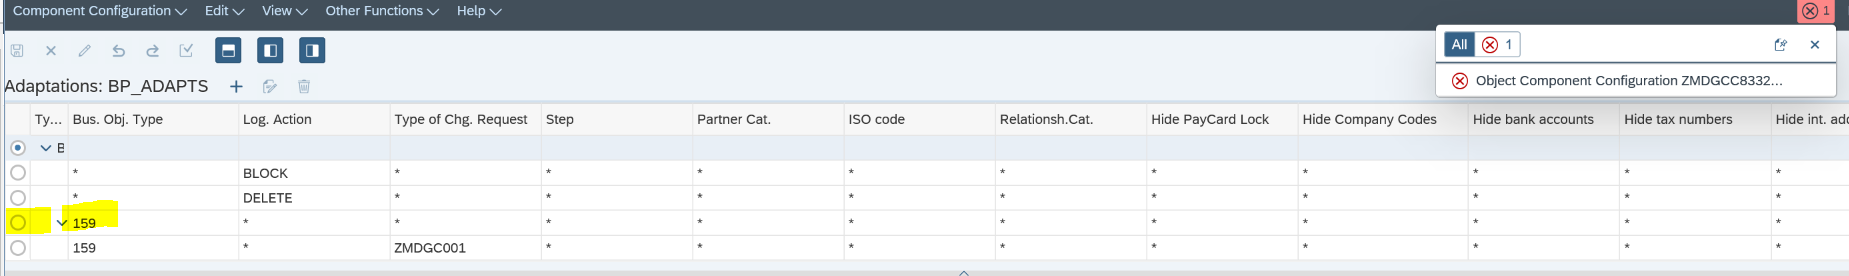 Component Configuration Edit View Other Functions Help 1
All 1
Adaptations: BP_ADAPTS
Object Component Configuration ZMDGCC8332...
Ty... Bus. Obj. Type Log. Action Type of Chg. Request Step Partner Cat. ISO code Relationsh.Cat. Hide PayCard Lock Hide Company Codes Hide bank accounts Hide tax numbers Hide int. ad
B
* BLOCK * * * * * * * * * *
* DELETE * * * * * * * * * *
159 * * * * * * * * * * *
159 * ZMDGC001 * * * * * * * * *